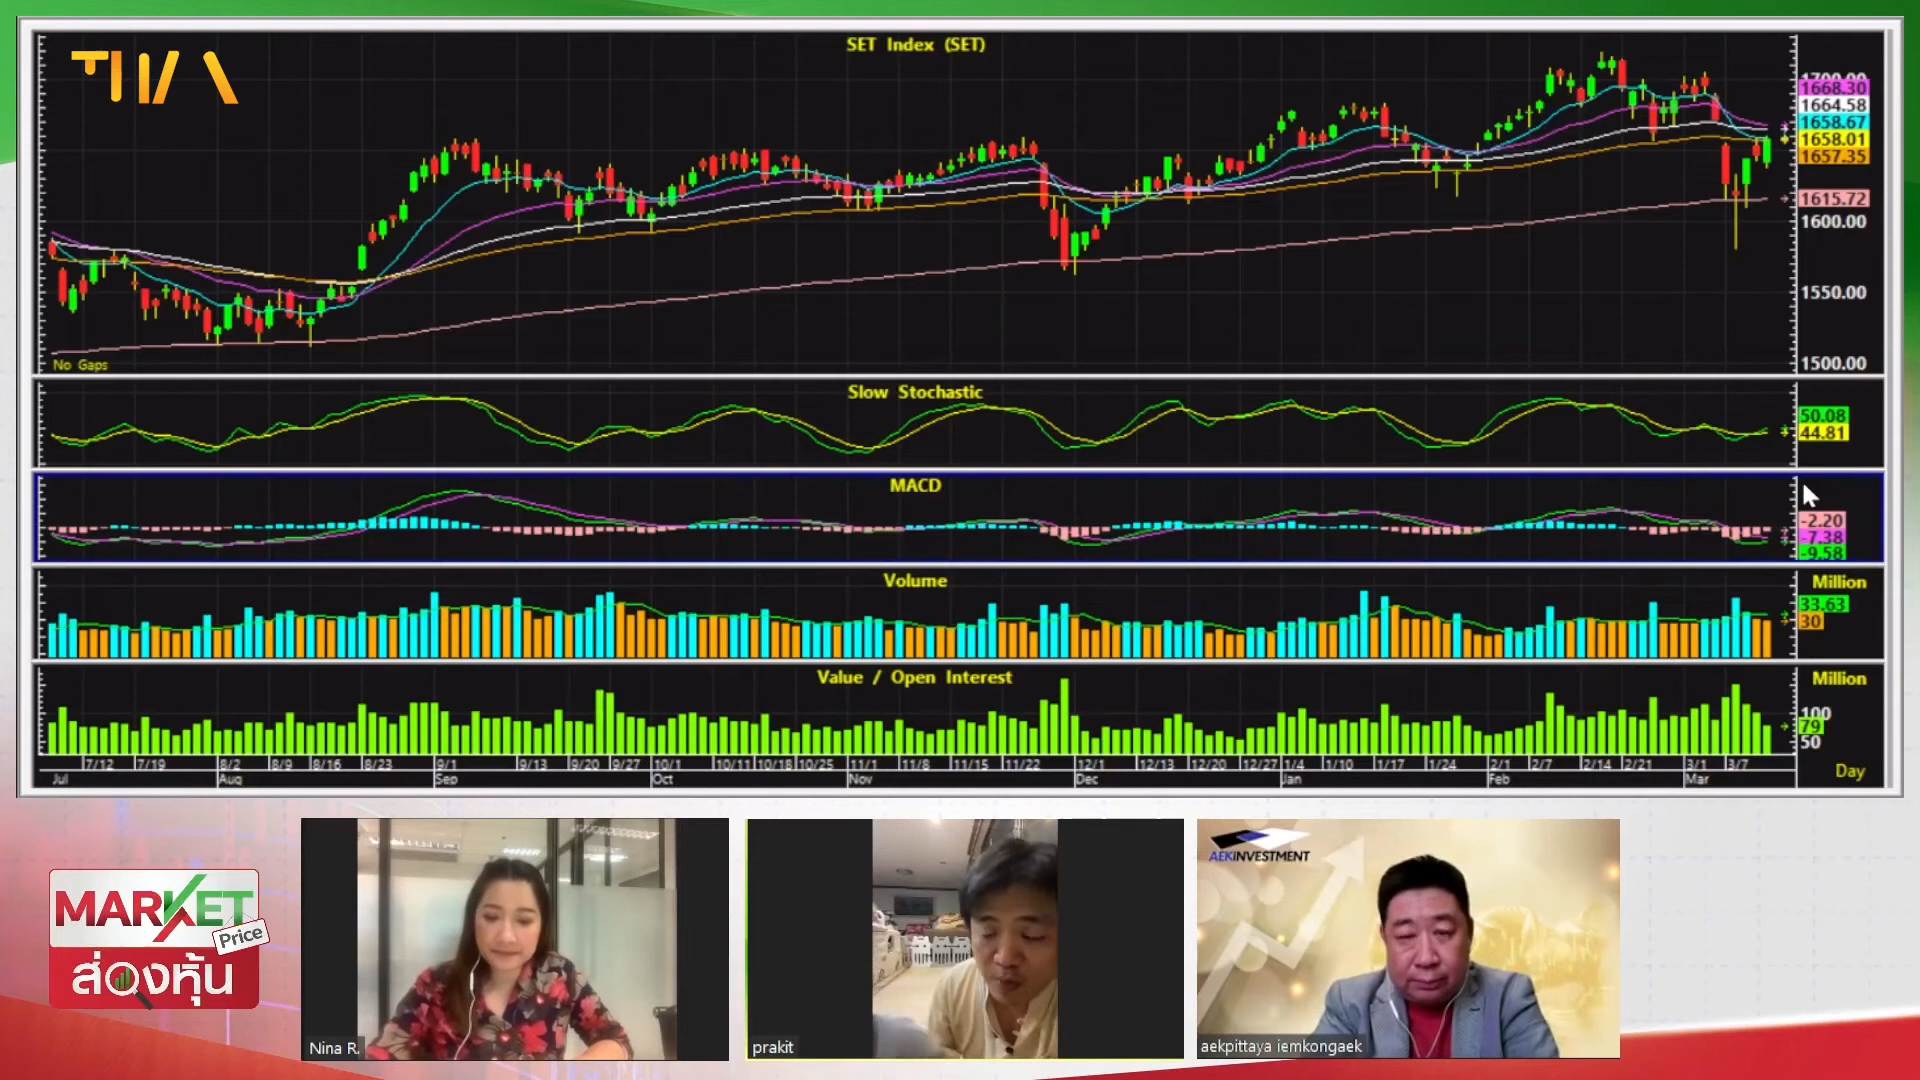 TIVA
SET Index (SET)
1700.00
1668.30
1664.58
1658.67
1658.01
1657.35
1615.72
1600.00
1550.00
1500.00
No Gaps
Slow Stochastic
50.08
44.81
MACD
-2.20
-7.38
-9.58
Volume
Million
33.63
30
Value / Open Interest
Million
100
79
50
7/12 7/19 8/2 8/9 8/16 8/23 9/1 9/13 9/20 9/27 10/1 10/11 10/18 10/25 11/1 11/8 11/15 11/22 12/1 12/13 12/20 12/27 1/4 1/10 1/17 1/24 2/1 2/7 2/14 2/21 3/1 3/7
Jul Aug Sep Oct Nov Dec Jan Feb Mar
Day
MARKET
Price
ส่องหุ้น
Nina R.
prakit
AEKINVESTMENT
aekpittaya iemkongaek